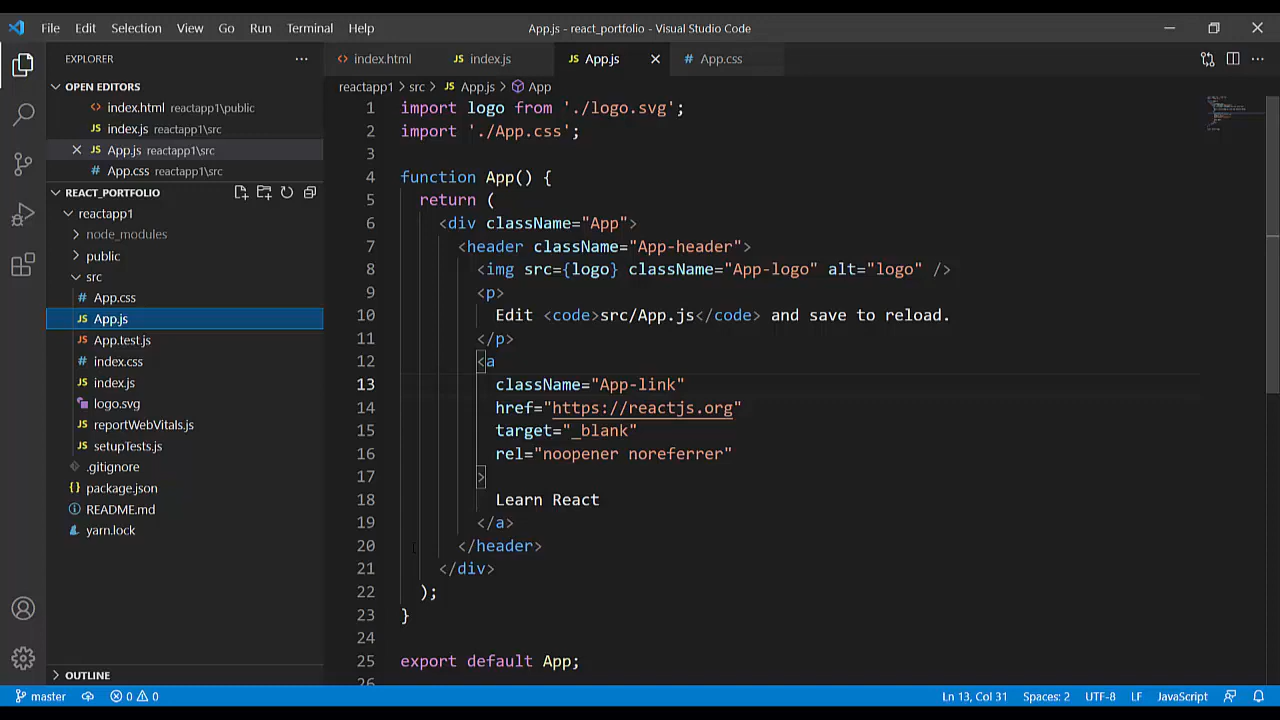 File Edit Selection View Go Run Terminal Help App.js - react_portfolio - Visual Studio Code
EXPLORER
OPEN EDITORS
index.html reactapp1\public
index.js reactapp1\src
App.js reactapp1\src
App.css reactapp1\src
REACT_PORTFOLIO
reactapp1
node_modules
public
src
App.css
App.js
App.test.js
index.css
index.js
logo.svg
reportWebVitals.js
setupTests.js
.gitignore
package.json
README.md
yarn.lock
OUTLINE
index.html JS index.js JS App.js # App.css
reactapp1 > src > JS App.js > App
1 import logo from './logo.svg';
2 import './App.css';
3
4 function App() {
5 return (
6 <div className="App">
7 <header className="App-header">
8 <img src={logo} className="App-logo" alt="logo" />
9 <p>
10 Edit <code>src/App.js</code> and save to reload.
11 </p>
12 <a
13 className="App-link"
14 href="https://reactjs.org"
15 target="_blank"
16 rel="noopener noreferrer"
17 >
18 Learn React
19 </a>
20 </header>
21 </div>
22 );
23 }
24
25 export default App;
26
master 0 0 Ln 13, Col 31 Spaces: 2 UTF-8 LF JavaScript